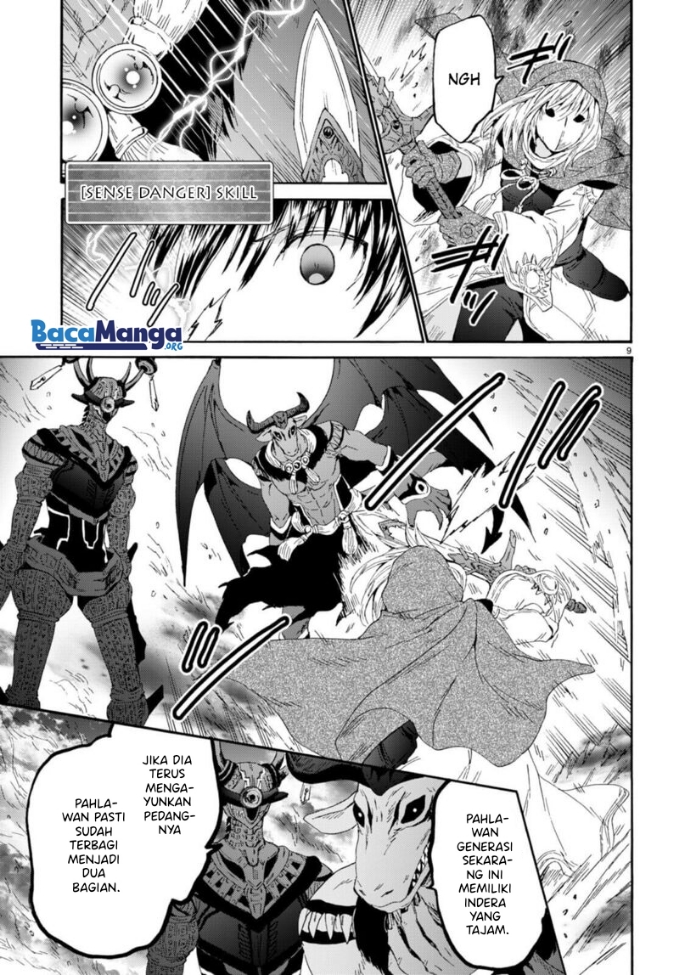 NGH
[SENSE DANGER] SKILL
BacaManga
.ORG
9
PAHLA-
WAN
GENERASI
SEKARA-
NG INI
MEMILIKI
INDERA
YANG
TAJAM.
JIKA DIA
TERUS
MENGA-
YUNKAN
PEDANG-
NYA
PAHLA-
WAN PASTI
SUDAH
TERBAGI
MENJADI
DUA
BAGIAN.